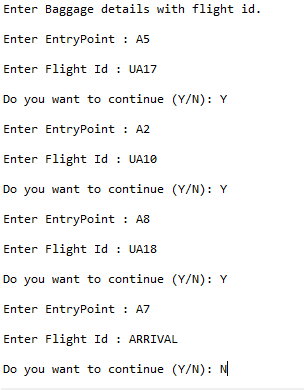 Enter Baggage details with flight id.
Enter EntryPoint : A5
Enter Flight Id : UA17
Do you want to continue (Y/N): Y
Enter EntryPoint : A2
Enter Flight Id : UA10
Do you want to continue (Y/N): Y
Enter EntryPoint : A8
Enter Flight Id : UA18
Do you want to continue (Y/N): Y
Enter EntryPoint : A7
Enter Flight Id : ARRIVAL
Do you want to continue (Y/N): N